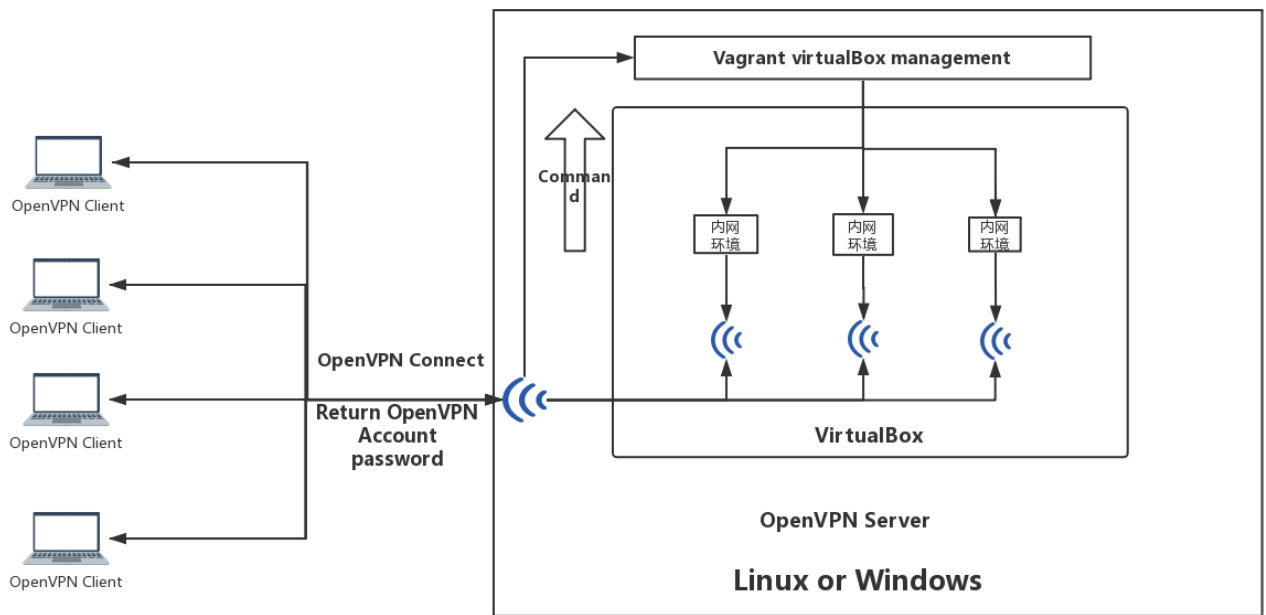 Vagrant virtualBox management
Comman
d
内网
环境
内网
环境
内网
环境
OpenVPN Client
OpenVPN Client
OpenVPN Client
OpenVPN Client
OpenVPN Connect
Return OpenVPN
Account
password
VirtualBox
OpenVPN Server
Linux or Windows